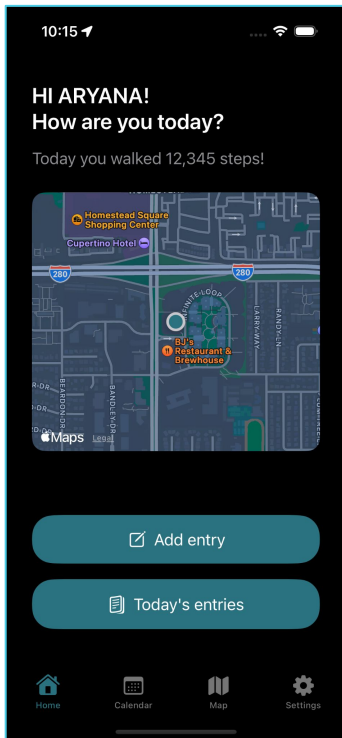 10:15
HI ARYANA!
How are you today?
Today you walked 12,345 steps!
Homestead Square
Shopping Center
Cupertino Hotel
280
280
INFINITE LOOP
LARRY WAY
RANDY LN
BJ's
Restaurant &
Brewhouse
BEARDON DR
BANDLEY DR
Maps
Legal
Add entry
Today's entries
Home
Calendar
Map
Settings